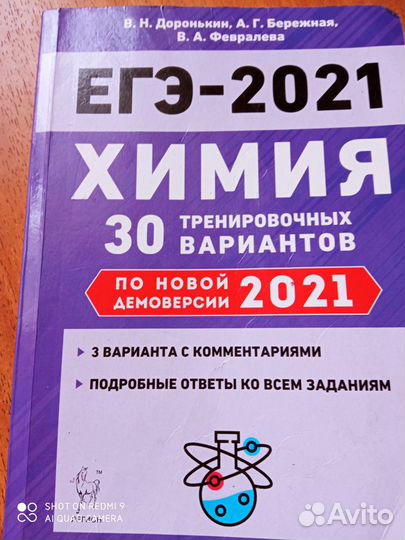 В. Н. Доронькин, А. Г. Бережная,
В. А. Февралева
ЕГЭ-2021
ХИМИЯ
30 ТРЕНИРОВОЧНЫХ
ВАРИАНТОВ
ПО НОВОЙ
ДЕМОВЕРСИИ 2021
3 ВАРИАНТА С КОММЕНТАРИЯМИ
ПОДРОБНЫЕ ОТВЕТЫ КО ВСЕМ ЗАДАНИЯМ
TM
SHOT ON REDMI 9
AI QUAD CAMERA
Avito